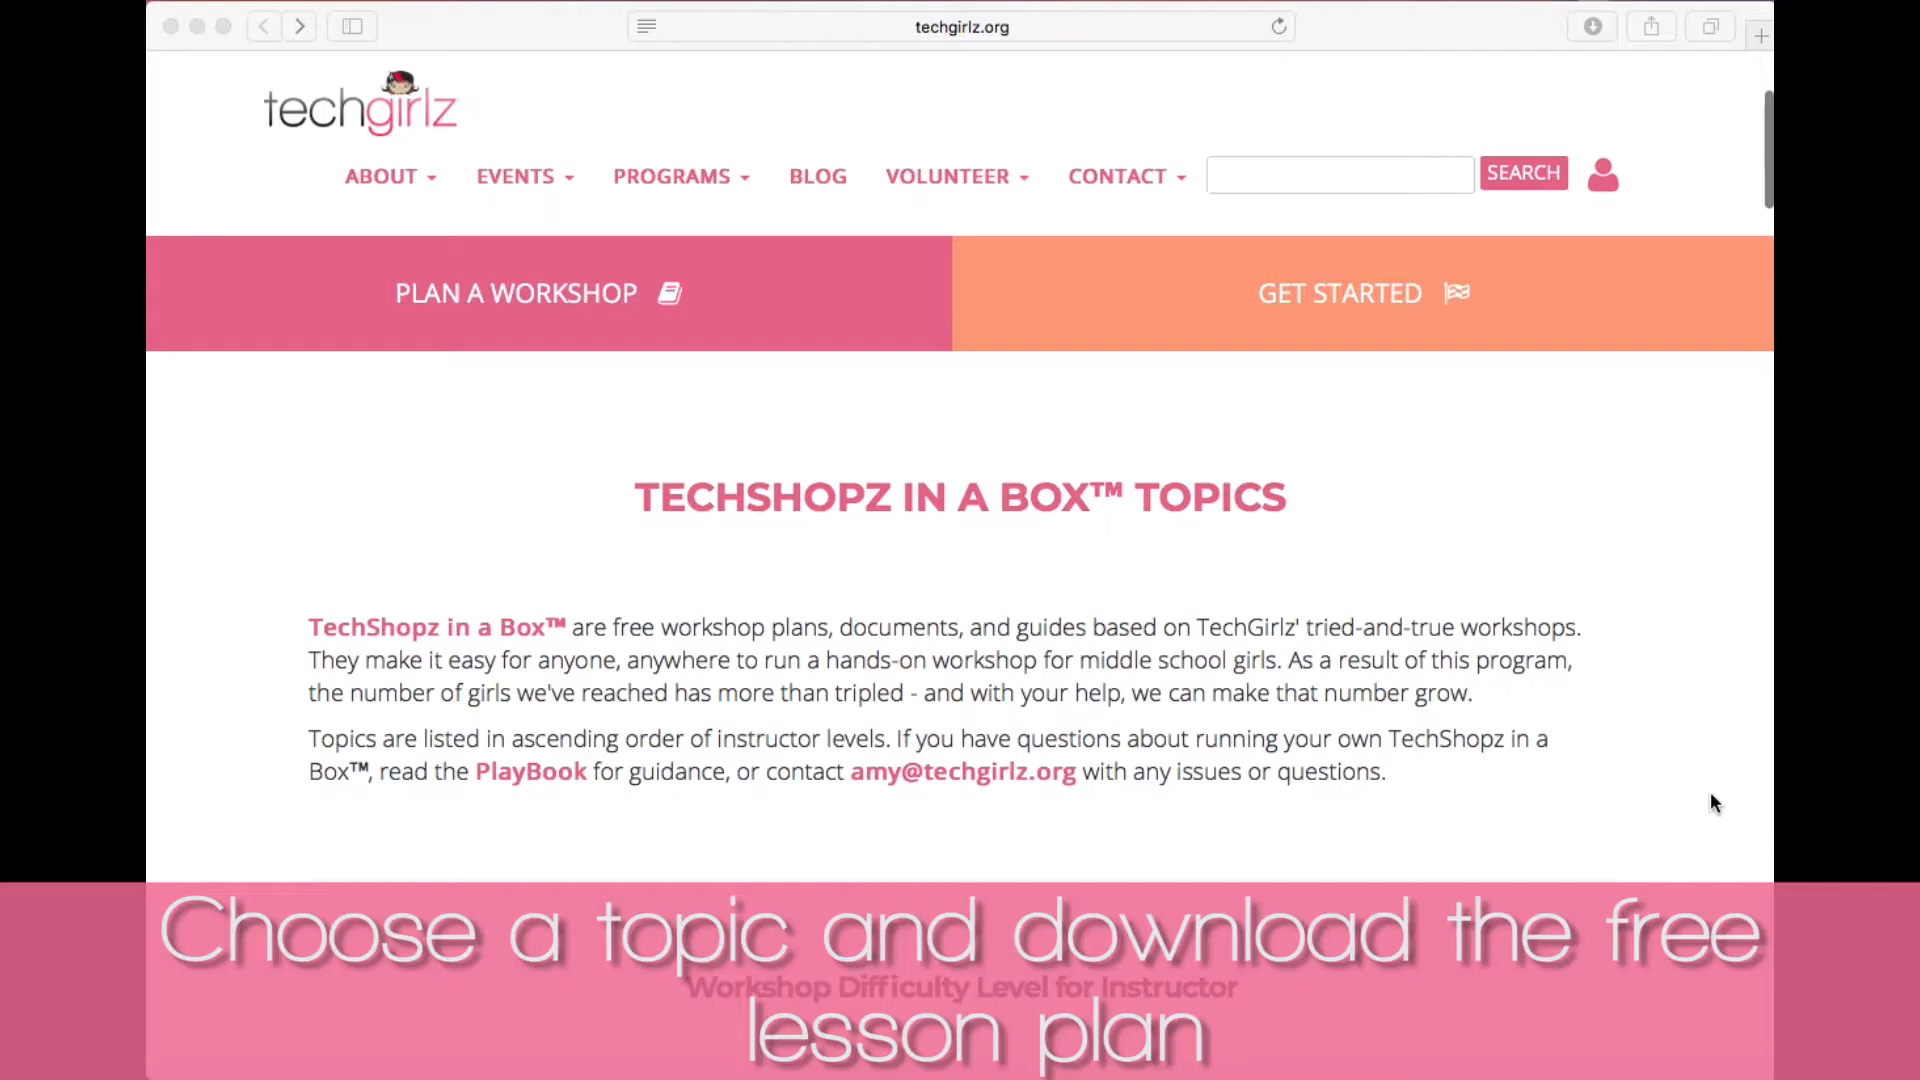 techgirlz.org
techgirlz
ABOUT EVENTS PROGRAMS BLOG VOLUNTEER CONTACT SEARCH
PLAN A WORKSHOP GET STARTED
TECHSHOPZ IN A BOX™ TOPICS
TechShopz in a Box™ are free workshop plans, documents, and guides based on TechGirlz' tried-and-true workshops.
They make it easy for anyone, anywhere to run a hands-on workshop for middle school girls. As a result of this program,
the number of girls we've reached has more than tripled - and with your help, we can make that number grow.
Topics are listed in ascending order of instructor levels. If you have questions about running your own TechShopz in a
Box™, read the PlayBook for guidance, or contact amy@techgirlz.org with any issues or questions.
Choose a topic and download the free
Workshop Difficulty Level for Instructor
lesson plan